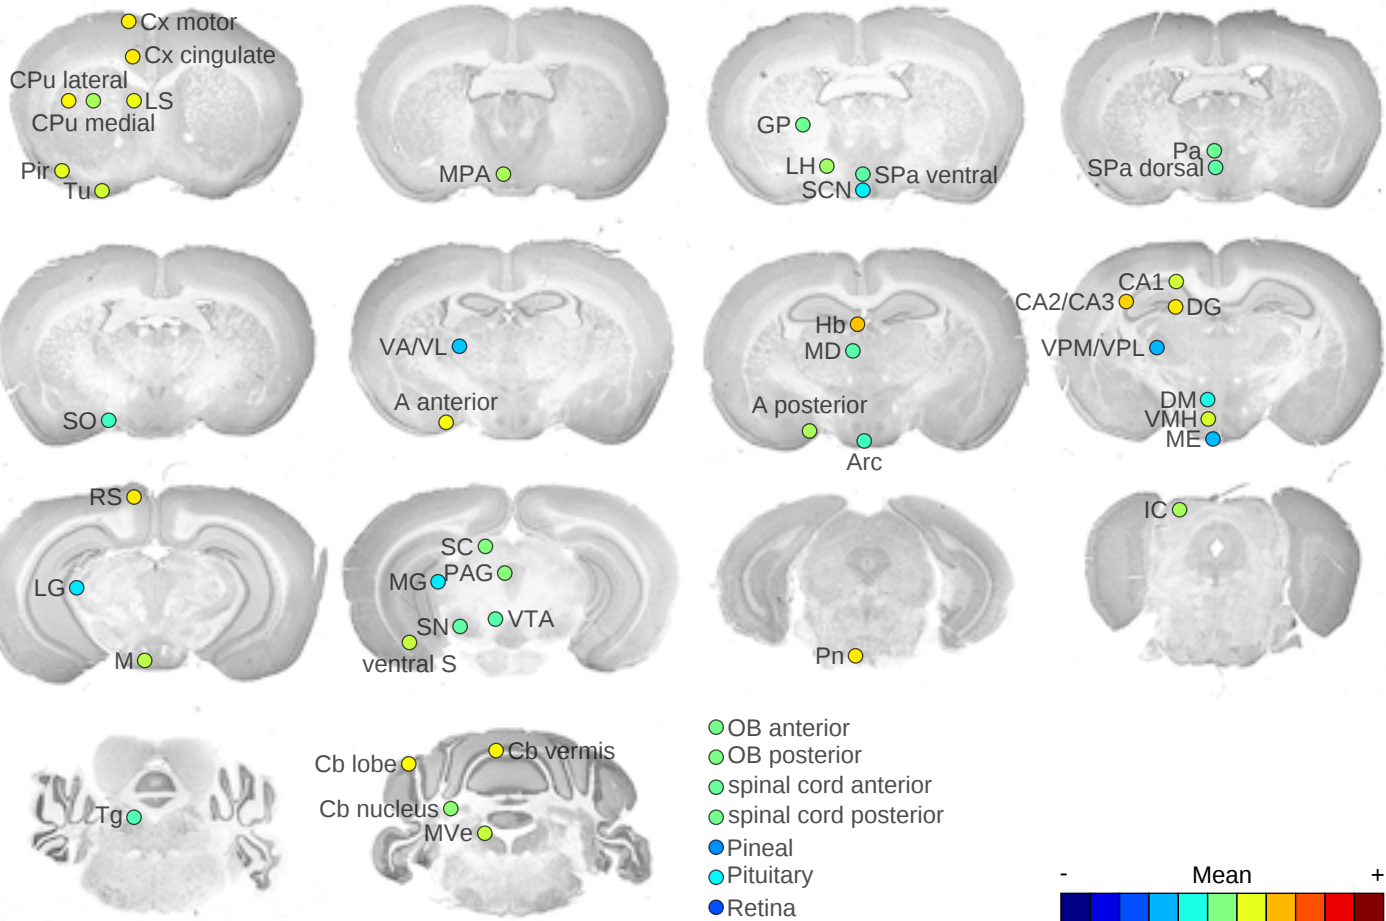 Cx motor
Cx cingulate
CPu lateral
LS
CPu medial
Pir
Tu
MPA
GP
LH
SPa ventral
SCN
Pa
SPa dorsal
SO
VA/VL
A anterior
Hb
MD
A posterior
Arc
CA1
CA2/CA3
DG
VPM/VPL
DM
VMH
ME
RS
LG
M
SC
PAG
MG
VTA
SN
ventral S
Pn
IC
Tg
Cb vermis
Cb lobe
Cb nucleus
MVe
OB anterior
OB posterior
spinal cord anterior
spinal cord posterior
Pineal
Pituitary
Retina
- Mean +